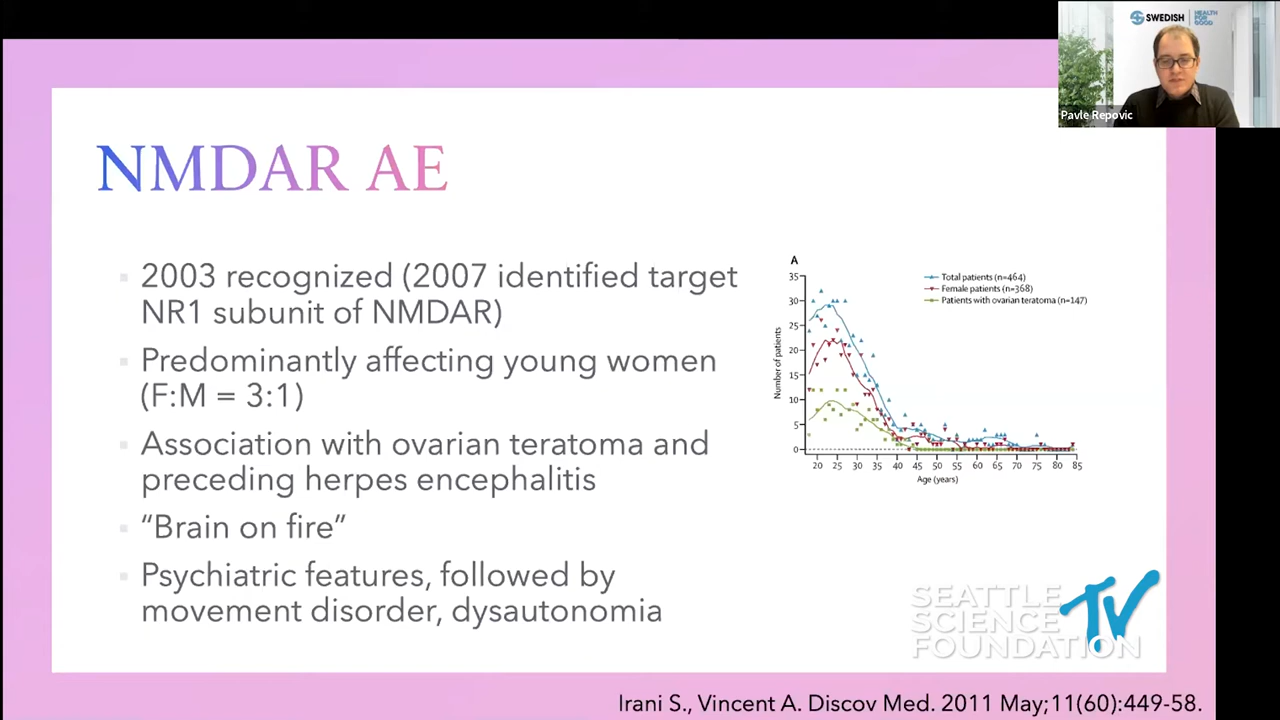 SWEDISH
HEALTH
FOR
GOOD
Pavle Repovic
NMDAR AE
2003 recognized (2007 identified target
NR1 subunit of NMDAR)
Predominantly affecting young women
(F:M = 3:1)
Association with ovarian teratoma and
preceding herpes encephalitis
“Brain on fire”
Psychiatric features, followed by
movement disorder, dysautonomia
A
Total patients (n=464)
Female patients (n=368)
Patients with ovarian teratoma (n=147)
Number of patients
35
30
25
20
15
10
5
0
20 25 30 35 40 45 50 55 60 65 70 75 80 85
Age (years)
SEATTLE
SCIENCE
FOUNDATION
TV
Irani S., Vincent A. Discov Med. 2011 May;11(60):449-58.